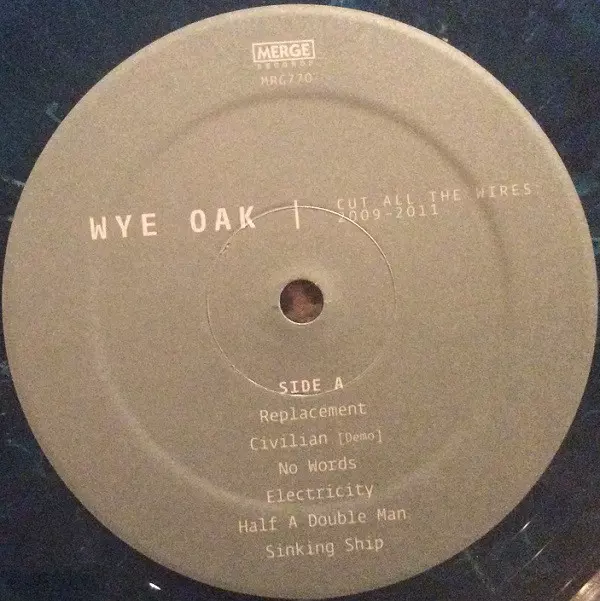 MERGE
RECORDS
MRG770
WYE OAK | CUT ALL THE WIRES:
2009-2011
SIDE A
Replacement
Civilian [Demo]
No Words
Electricity
Half A Double Man
Sinking Ship